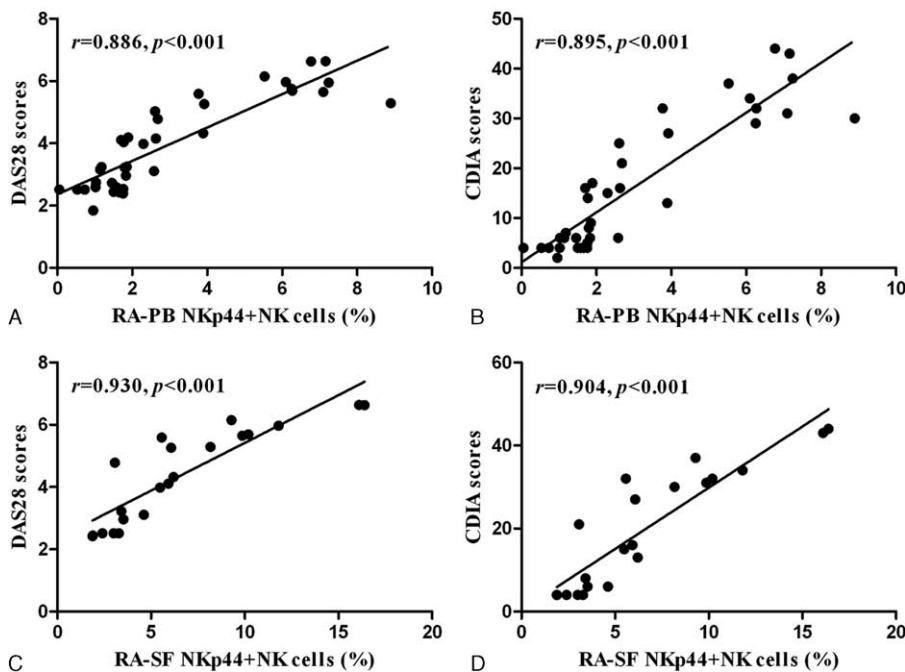 r=0.886, p<0.001
DAS28 scores
8
6
4
2
0
0 2 4 6 8 10
A RA-PB NKp44+NK cells (%)
r=0.895, p<0.001
CDIA scores
50
40
30
20
10
0
0 2 4 6 8 10
B RA-PB NKp44+NK cells (%)
r=0.930, p<0.001
DAS28 scores
8
6
4
2
0
0 5 10 15 20
C RA-SF NKp44+NK cells (%)
r=0.904, p<0.001
CDIA scores
60
40
20
0
0 5 10 15 20
D RA-SF NKp44+NK cells (%)